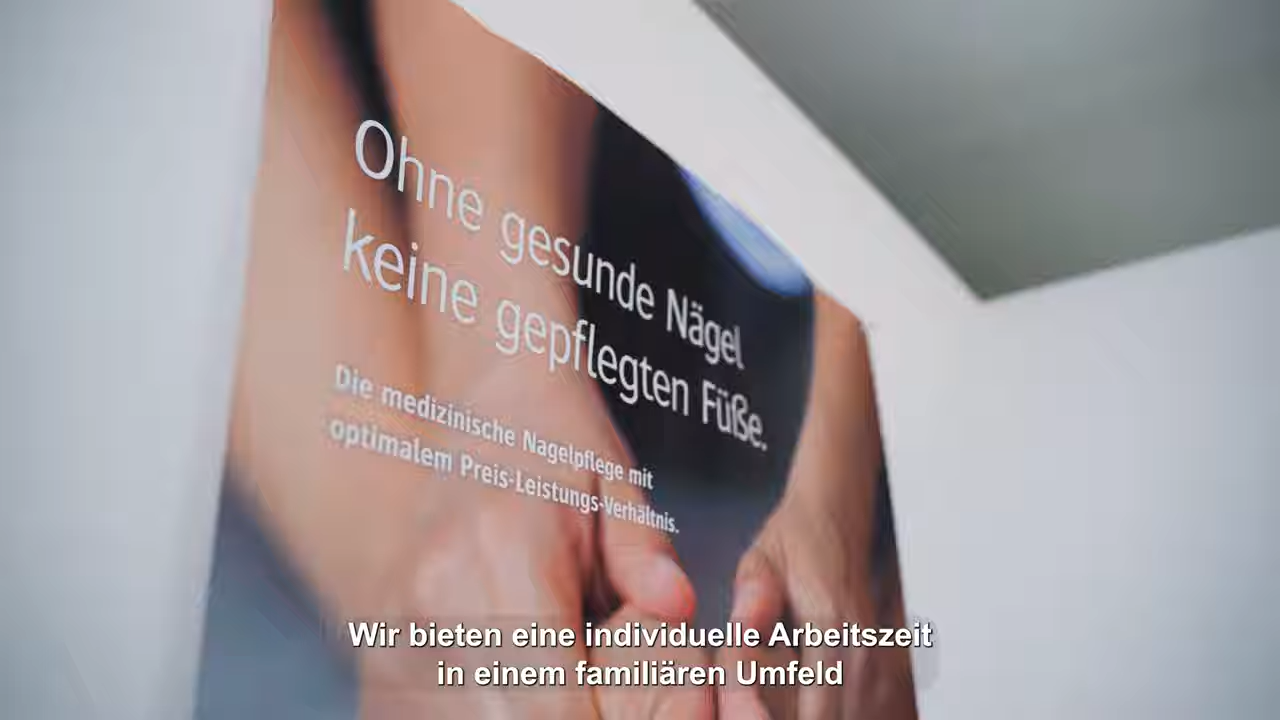 Ohne gesunde Nägel
keine gepflegten Füße.
Die medizinische Nagelpflege mit
optimalem Preis-Leistungs-Verhältnis.
Wir bieten eine individuelle Arbeitszeit
in einem familiären Umfeld